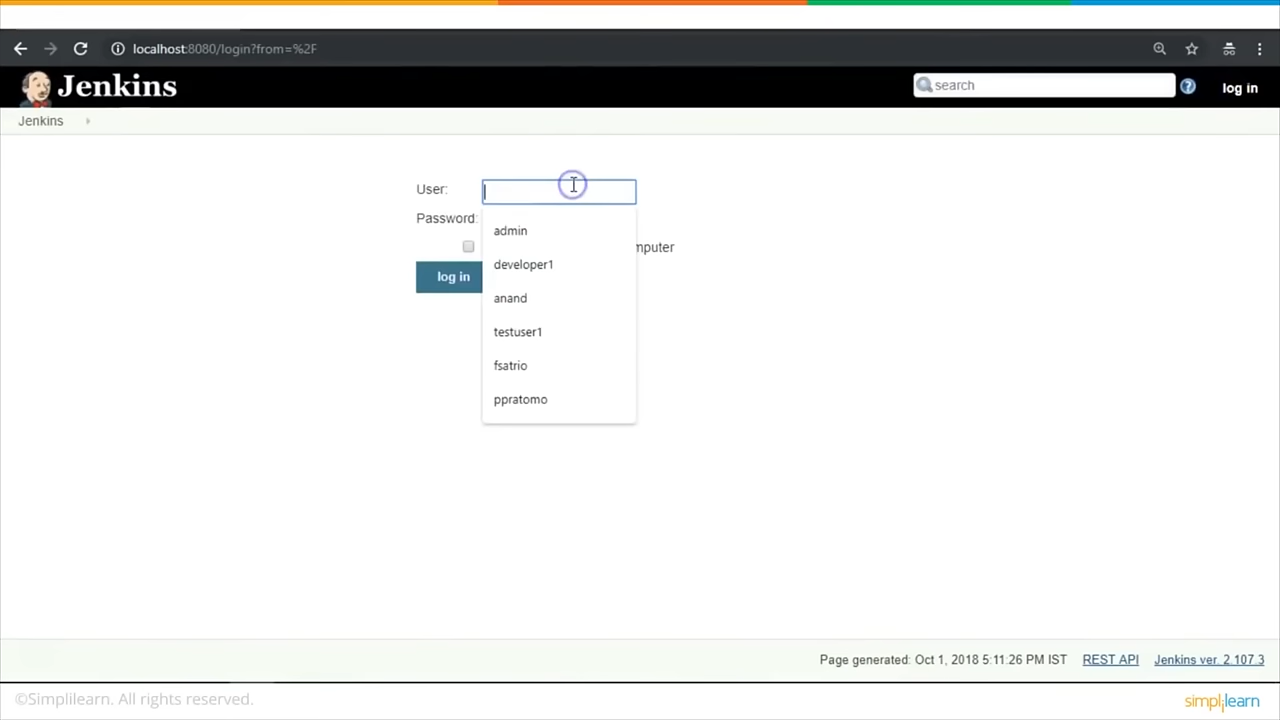 localhost:8080/login?from=%2F
Jenkins
search
log in
Jenkins
User:
Password:
admin
mputer
developer1
log in
anand
testuser1
fsatrio
ppratomo
Page generated: Oct 1, 2018 5:11:26 PM IST REST API Jenkins ver. 2.107.3
©Simplilearn. All rights reserved.
simplilearn